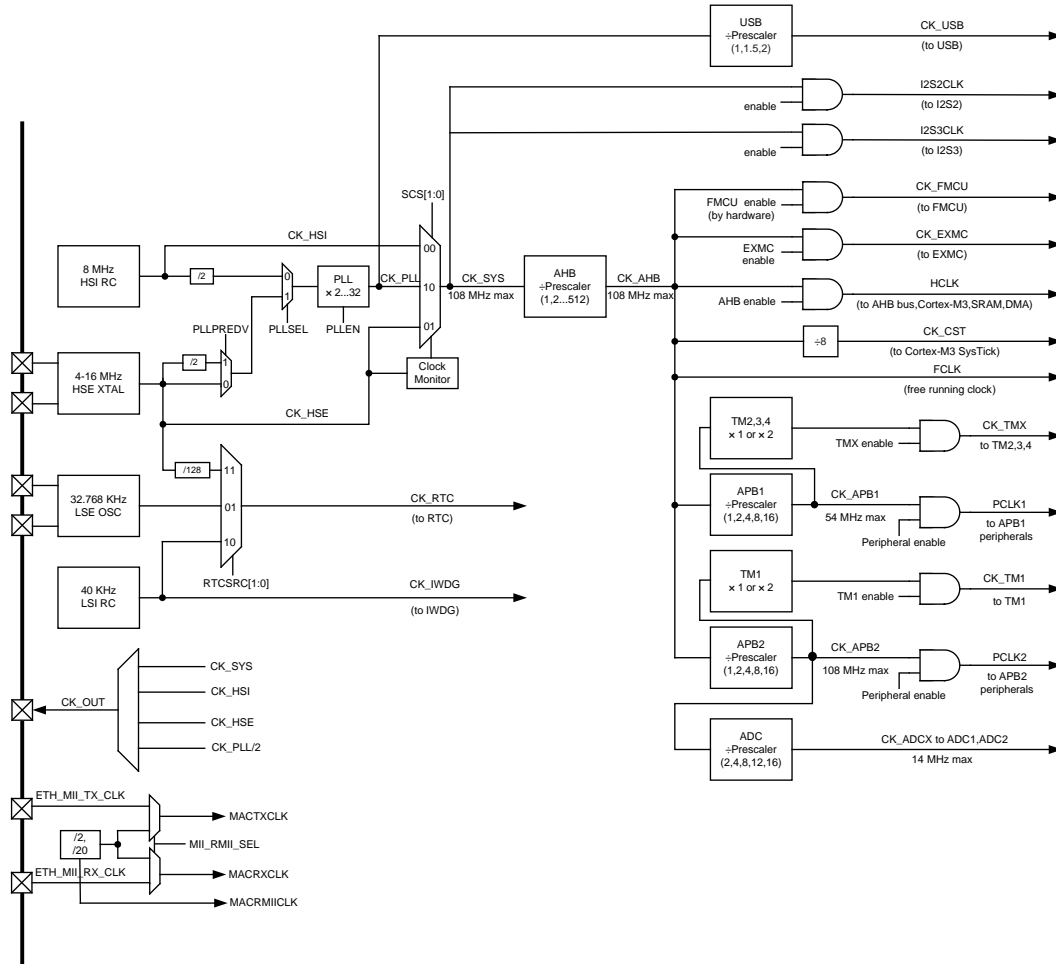 USB
÷Prescaler
(1,1.5,2)
CK_USB
(to USB)
I2S2CLK
enable
(to I2S2)
I2S3CLK
enable
(to I2S3)
SCS[1:0]
CK_FMCU
FMCU enable
(by hardware)
(to FMCU)
CK_EXMC
EXMC
enable
(to EXMC)
HCLK
AHB enable
(to AHB bus,Cortex-M3,SRAM,DMA)
CK_CST
÷8
(to Cortex-M3 SysTick)
FCLK
(free running clock)
CK_HSI
8 MHz
HSI RC
/2
0
1
PLLSEL
PLL
× 2...32
PLLEN
CK_PLL
00
10
01
CK_SYS
108 MHz max
AHB
÷Prescaler
(1,2...512)
CK_AHB
108 MHz max
Clock
Monitor
PLLPREDV
/2
1
0
4-16 MHz
HSE XTAL
CK_HSE
/128
11
01
10
RTCSRC[1:0]
32.768 KHz
LSE OSC
CK_RTC
(to RTC)
40 KHz
LSI RC
CK_IWDG
(to IWDG)
TM2,3,4
× 1 or × 2
TMX enable
CK_TMX
to TM2,3,4
APB1
÷Prescaler
(1,2,4,8,16)
CK_APB1
54 MHz max
Peripheral enable
PCLK1
to APB1
peripherals
TM1
× 1 or × 2
TM1 enable
CK_TM1
to TM1
APB2
÷Prescaler
(1,2,4,8,16)
CK_APB2
108 MHz max
Peripheral enable
PCLK2
to APB2
peripherals
ADC
÷Prescaler
(2,4,8,12,16)
CK_ADCX to ADC1,ADC2
14 MHz max
CK_OUT
CK_SYS
CK_HSI
CK_HSE
CK_PLL/2
ETH_MII_TX_CLK
MACTXCLK
/2,
/20
MII_RMII_SEL
ETH_MII_RX_CLK
MACRXCLK
MACRMIICLK